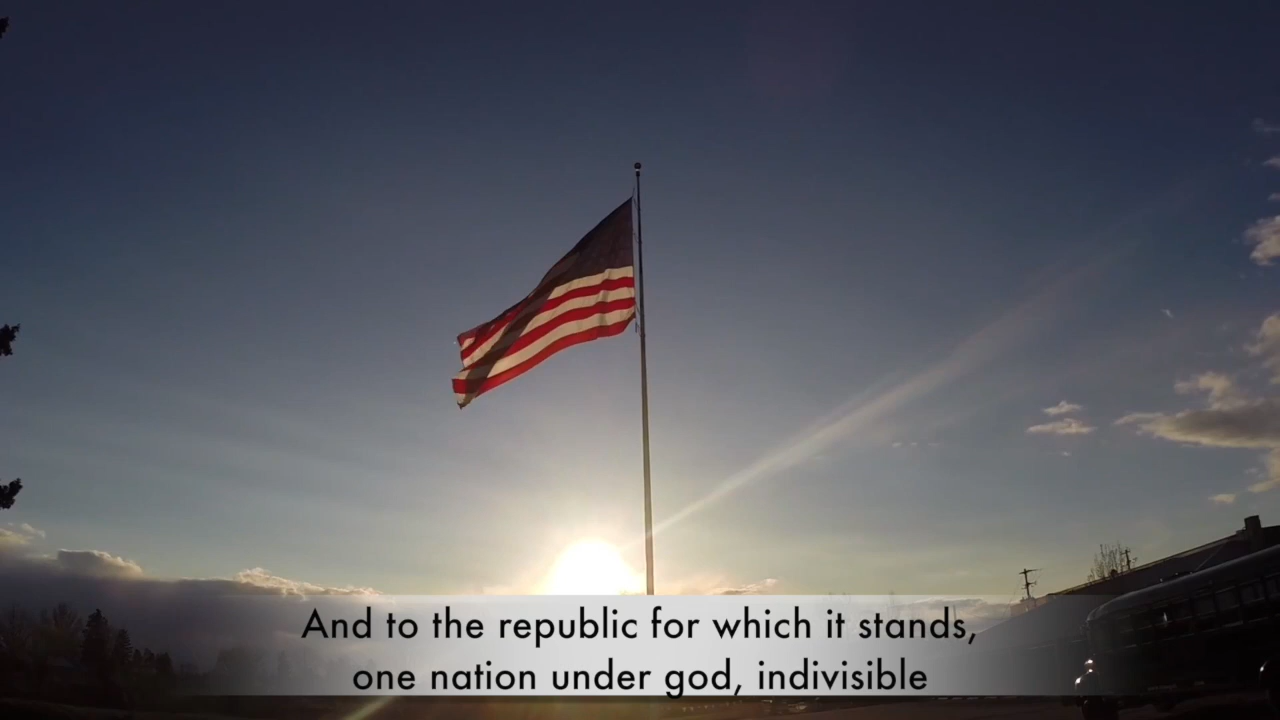 And to the republic for which it stands,
one nation under god, indivisible